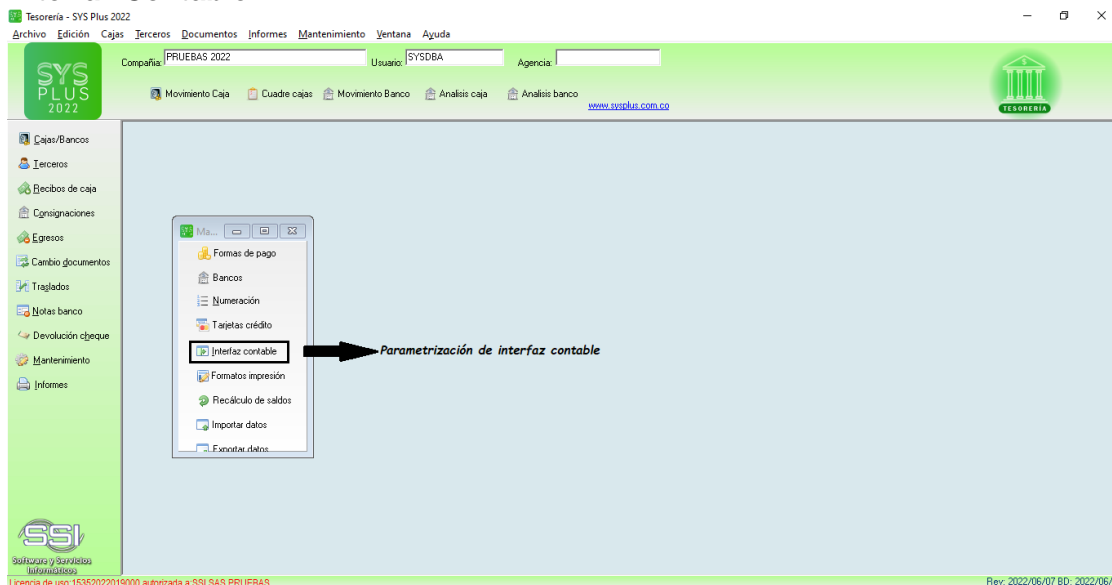 Tesorería - SYS Plus 2022
Archivo Edición Cajas Terceros Documentos Informes Mantenimiento Ventana Ayuda
SYS
PLUS
2022
Compañia: PRUEBAS 2022 Usuario: SYSDBA Agencia:
Movimiento Caja Cuadre cajas Movimiento Banco Analisis caja Analisis banco
www.sysplus.com.co
TESORERÍA
Cajas/Bancos
Terceros
Recibos de caja
Consignaciones
Egresos
Cambio documentos
Traslados
Notas banco
Devolución cheque
Mantenimiento
Informes
Ma...
Formas de pago
Bancos
Numeración
Tarjetas crédito
Interfaz contable
Formatos impresión
Recálculo de saldos
Importar datos
Exportar datos
Parametrización de interfaz contable
SSI
Software y Servicios
Informáticos
Licencia de uso:15352022019000 autorizada a:SSI SAS PRUEBAS
Rev: 2022/06/07 BD: 2022/06/